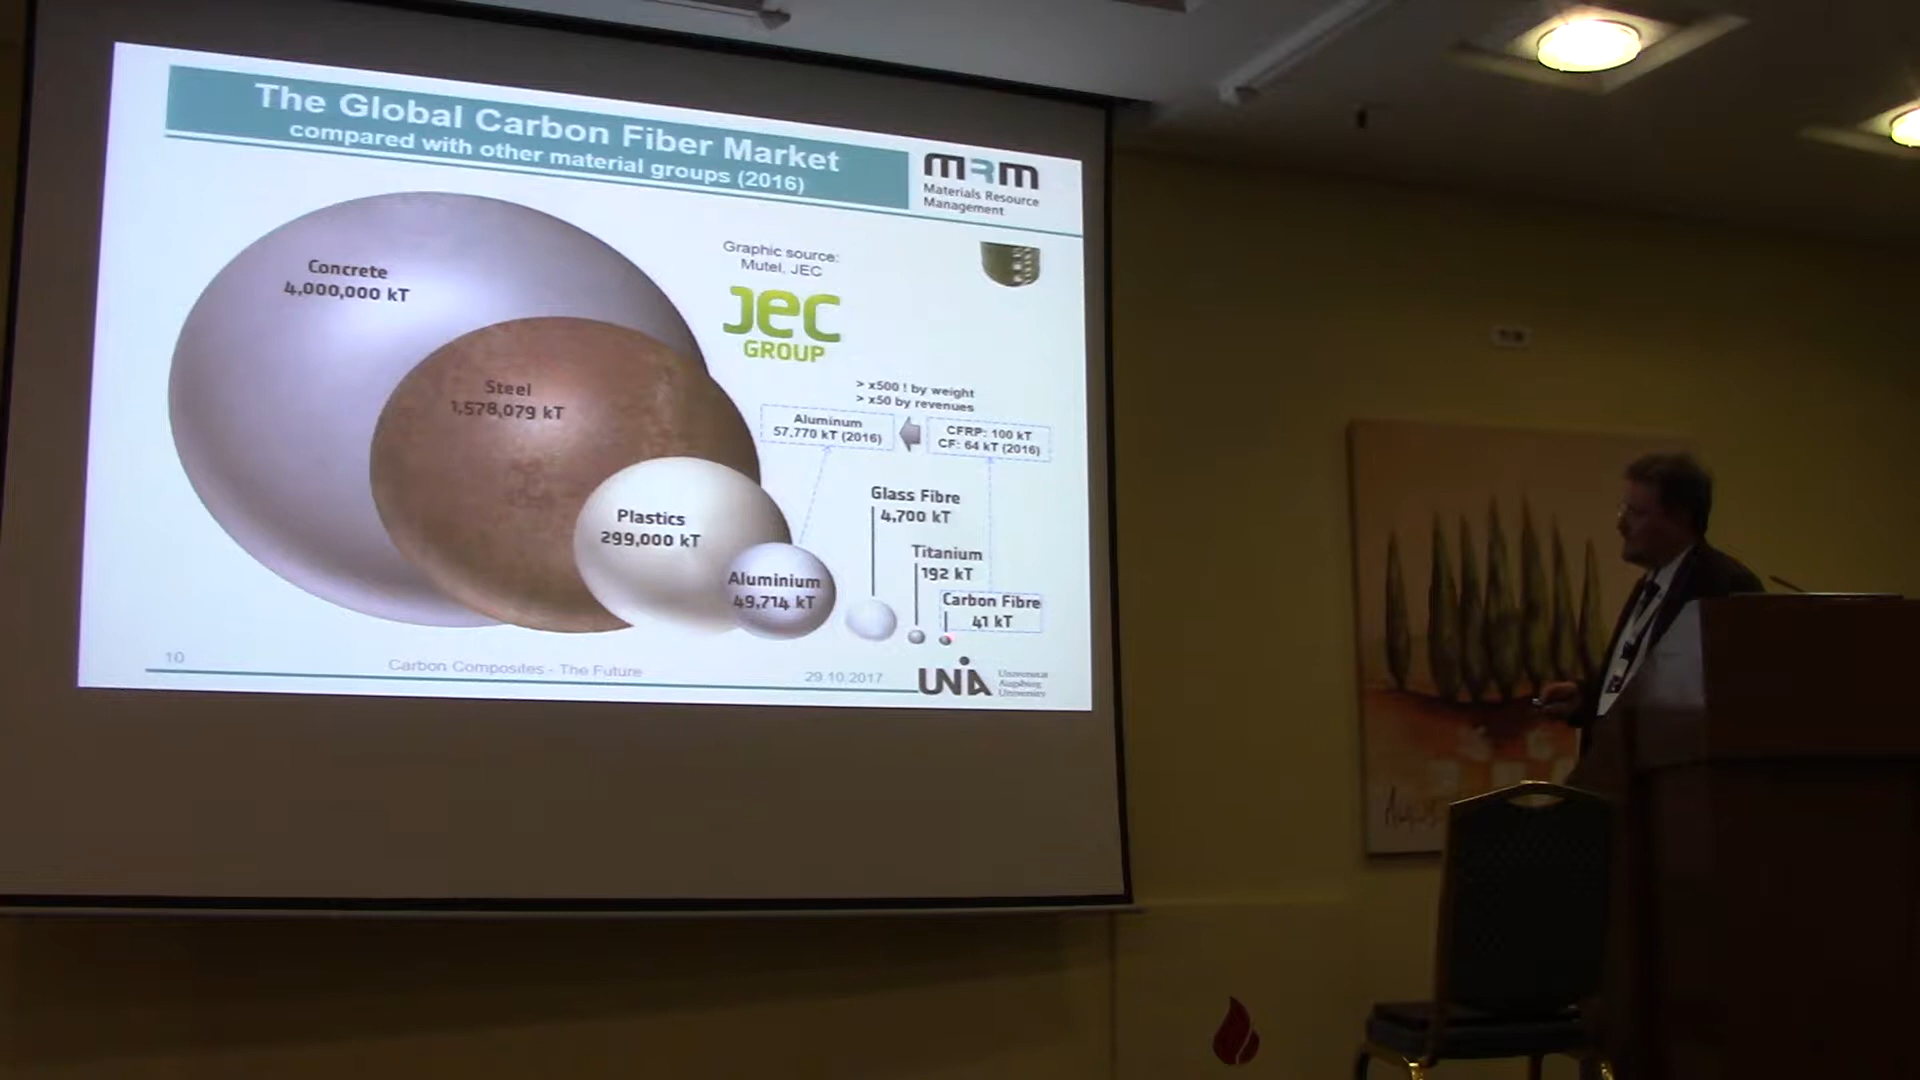 The Global Carbon Fiber Market
compared with other material groups (2016)
MRM
Materials Resource
Management
Graphic source:
Mutel, JEC
JEC
GROUP
Concrete
4,000,000 kT
Steel
1,578,079 kT
> x500 ! by weight
> x50 by revenues
Aluminum
57,770 kT (2016)
CFRP: 100 kT
CF: 64 kT (2016)
Plastics
299,000 kT
Glass Fibre
4,700 kT
Titanium
192 kT
Aluminium
49,714 kT
Carbon Fibre
41 kT
10
Carbon Composites - The Future
29.10.2017
UNIA
Universität
Augsburg
University